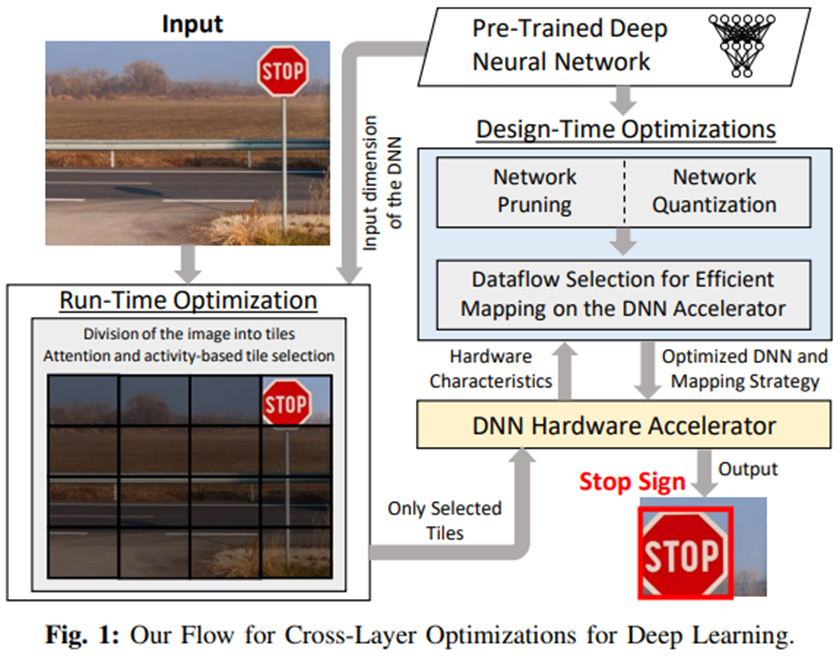 Input
STOP
Pre-Trained Deep
Neural Network
Input dimension
of the DNN
Design-Time Optimizations
Network
Pruning
Network
Quantization
Dataflow Selection for Efficient
Mapping on the DNN Accelerator
Run-Time Optimization
Division of the image into tiles
Attention and activity-based tile selection
STOP
Hardware
Characteristics
Optimized DNN and
Mapping Strategy
DNN Hardware Accelerator
Only Selected
Tiles
Output
Stop Sign
STOP
Fig. 1: Our Flow for Cross-Layer Optimizations for Deep Learning.